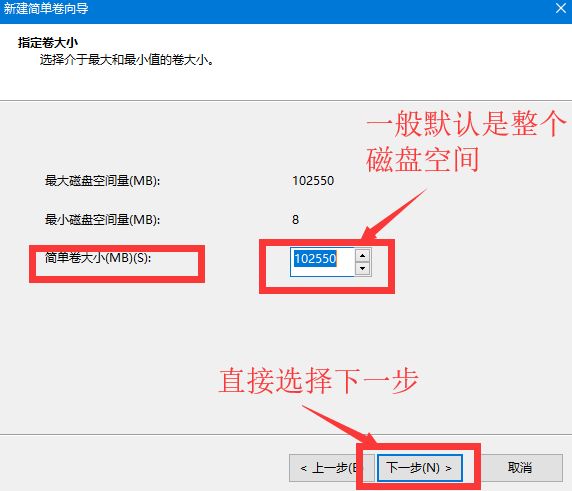 新建简单卷向导
指定卷大小
选择介于最大和最小值的卷大小。
一般默认是整个
磁盘空间
最大磁盘空间量(MB): 102550
最小磁盘空间量(MB): 8
简单卷大小(MB)(S): 102550
直接选择下一步
< 上一步(B 下一步(N) > 取消